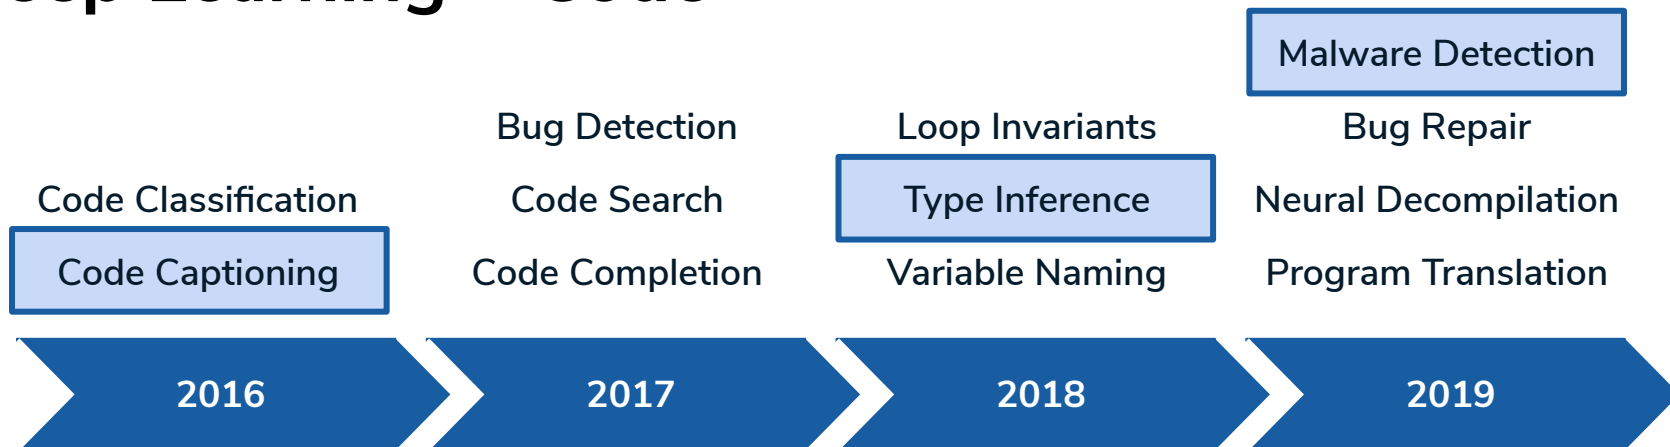 Malware Detection
Bug Detection
Loop Invariants
Bug Repair
Code Classification
Code Search
Type Inference
Neural Decompilation
Code Captioning
Code Completion
Variable Naming
Program Translation
2016
2017
2018
2019